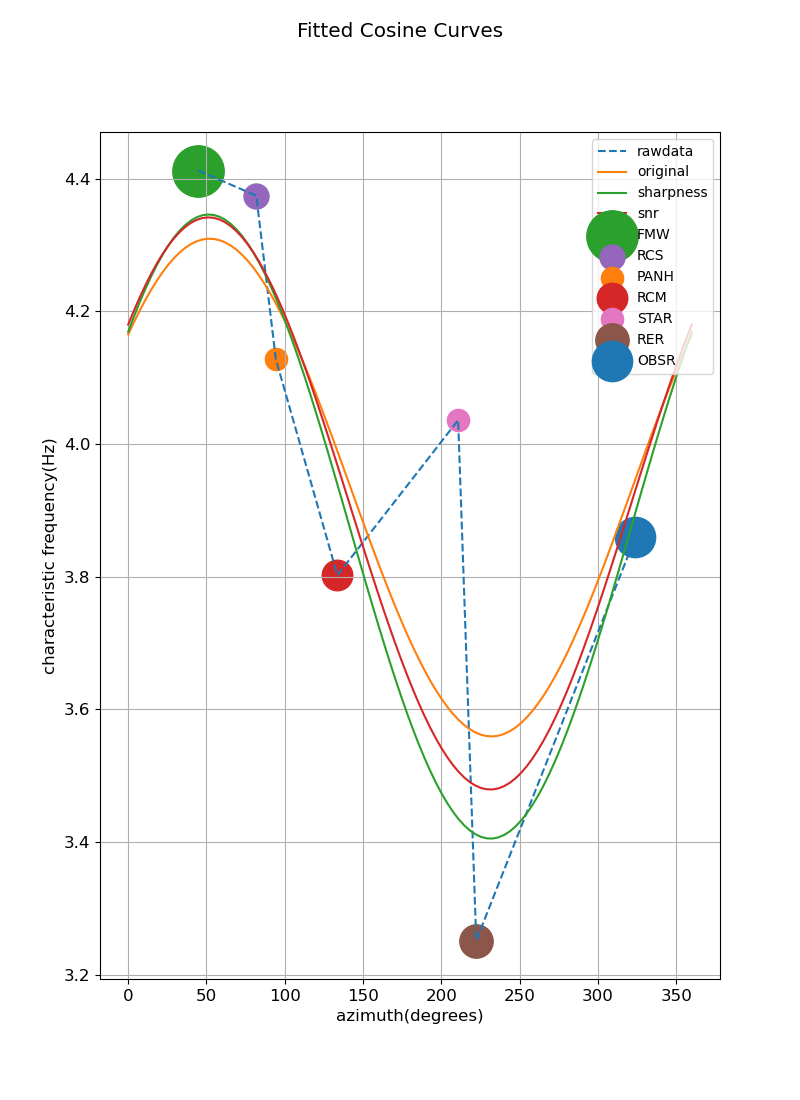 Fitted Cosine Curves
characteristic frequency(Hz)
4.4
4.2
4.0
3.8
3.6
3.4
3.2
0 50 100 150 200 250 300 350
azimuth(degrees)
rawdata
original
sharpness
snr
FMW
RCS
PANH
RCM
STAR
RER
OBSR